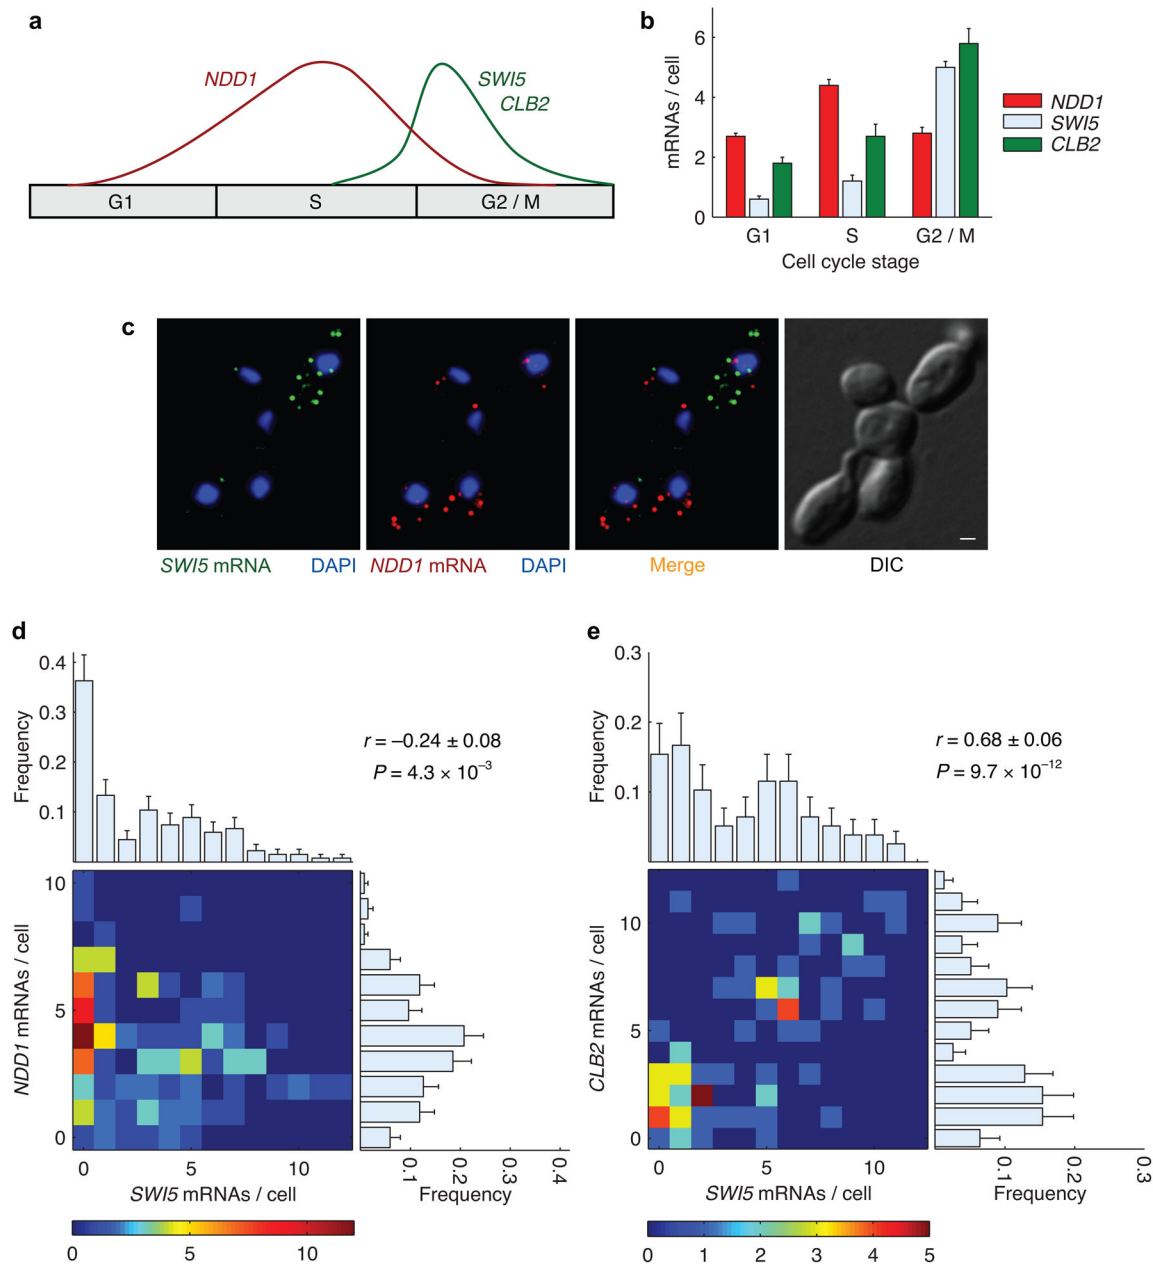 a
NDD1
SWI5
CLB2
G1
S
G2 / M
b
mRNAs / cell
6
4
2
0
G1
S
G2 / M
Cell cycle stage
NDD1
SWI5
CLB2
c
SWI5 mRNA
DAPI
NDD1 mRNA
DAPI
Merge
DIC
d
Frequency
0.4
0.3
0.2
0.1
r = –0.24 ± 0.08
P = 4.3 × 10⁻³
NDD1 mRNAs / cell
10
5
0
0
5
10
SWI5 mRNAs / cell
0.1
0.2
0.3
0.4
Frequency
0
5
10
e
Frequency
0.3
0.2
0.1
r = 0.68 ± 0.06
P = 9.7 × 10⁻¹²
CLB2 mRNAs / cell
10
5
0
0
5
10
SWI5 mRNAs / cell
0.1
0.2
0.3
Frequency
0
1
2
3
4
5